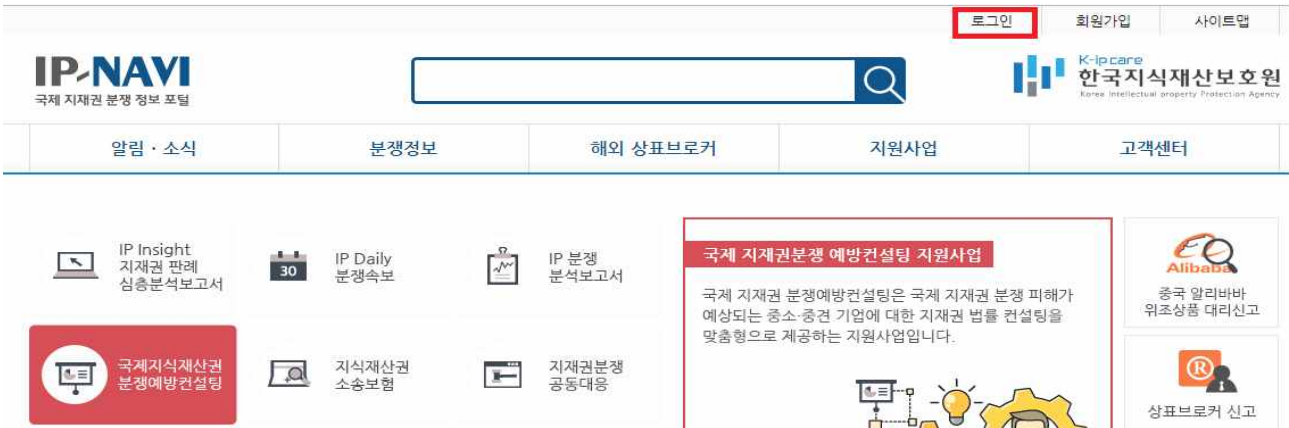 로그인 회원가입 사이트맵
IP-NAVI
국제 지재권 분쟁 정보 포털
K-ipcare
한국지식재산보호원
Korea Intellectual property Protection Agency
알림 · 소식 분쟁정보 해외 상표브로커 지원사업 고객센터
IP Insight
지재권 판례
심층분석보고서
30
IP Daily
분쟁속보
IP 분쟁
분석보고서
국제지식재산권
분쟁예방컨설팅
지식재산권
소송보험
지재권분쟁
공동대응
국제 지재권분쟁 예방컨설팅 지원사업
국제 지재권 분쟁예방컨설팅은 국제 지재권 분쟁 피해가
예상되는 중소·중견 기업에 대한 지재권 법률 컨설팅을
맞춤형으로 제공하는 지원사업입니다.
Alibaba
중국 알리바바
위조상품 대리신고
R
상표브로커 신고